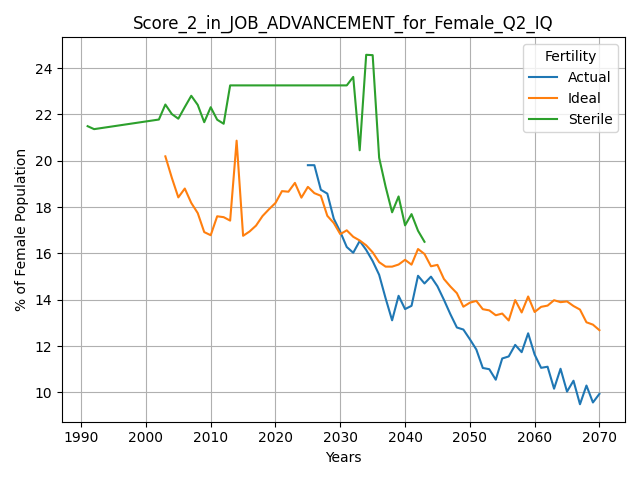 Score_2_in_JOB_ADVANCEMENT_for_Female_Q2_IQ
Fertility
Actual
Ideal
Sterile
% of Female Population
24
22
20
18
16
14
12
10
1990 2000 2010 2020 2030 2040 2050 2060 2070
Years